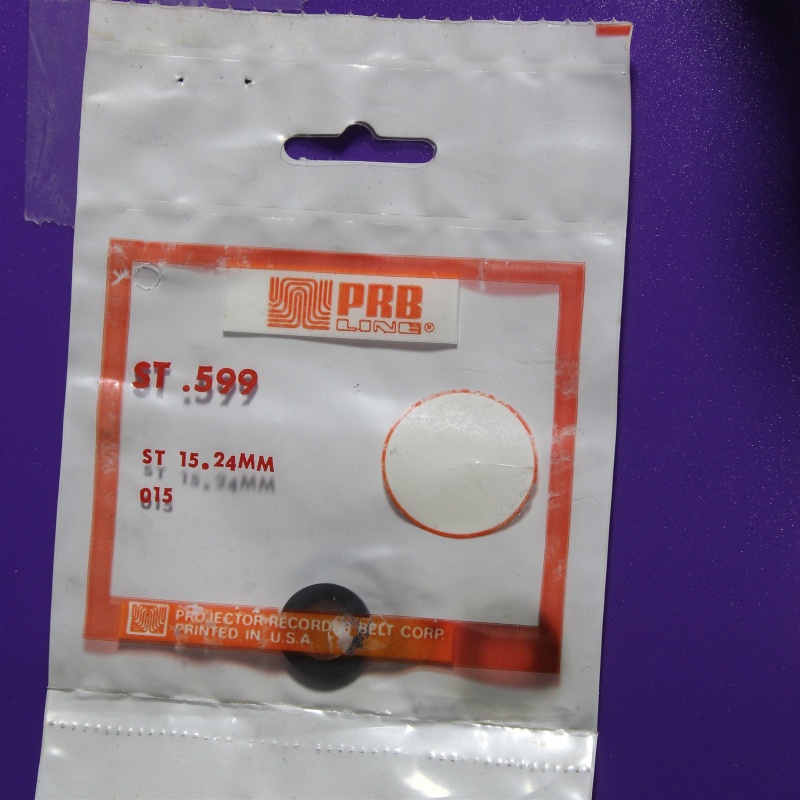 PRB
LINE®
ST .599
ST 15.24MM
015
PROJECTOR-RECORDER BELT CORP.
PRINTED IN U.S.A.